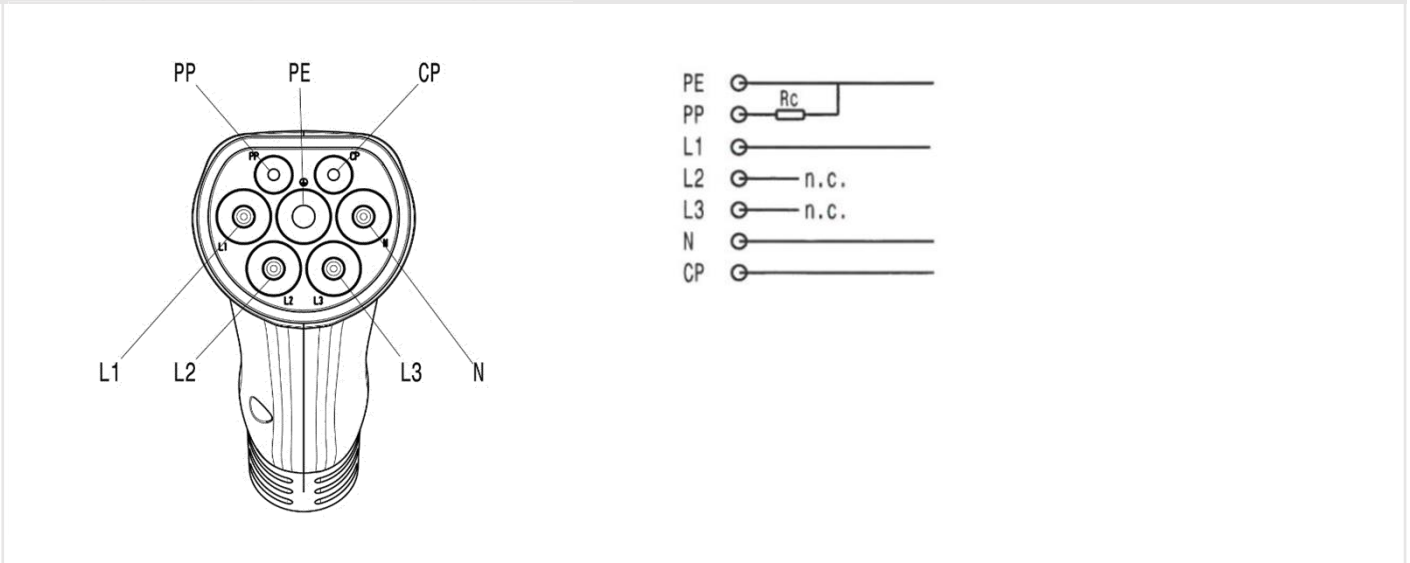 PP PE CP
PP CP
L1 N
L2 L3
L1 L2 L3 N
PE
Rc
PP
L1
L2 n.c.
L3 n.c.
N
CP